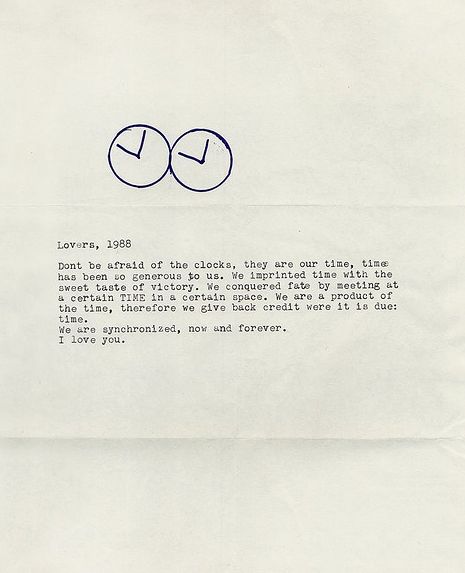 Lovers, 1988
Dont be afraid of the clocks, they are our time, time
has been so generous to us. We imprinted time with the
sweet taste of victory. We conquered fate by meeting at
a certain TIME in a certain space. We are a product of
the time, therefore we give back credit were it is due:
time.
We are synchronized, now and forever.
I love you.